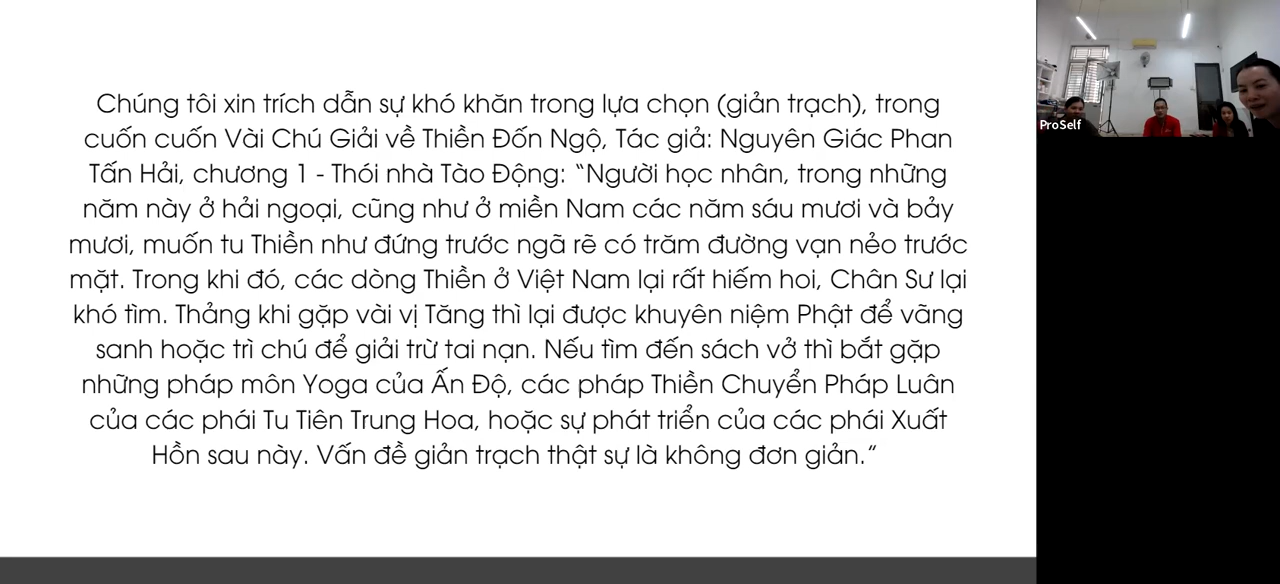 Chúng tôi xin trích dẫn sự khó khăn trong lựa chọn (giản trạch), trong
cuốn cuốn Vài Chú Giải về Thiền Đốn Ngộ, Tác giả: Nguyên Giác Phan
Tấn Hải, chương 1 - Thói nhà Tào Động: “Người học nhân, trong những
năm này ở hải ngoại, cũng như ở miền Nam các năm sáu mươi và bảy
mươi, muốn tu Thiền như đứng trước ngã rẽ có trăm đường vạn nẻo trước
mặt. Trong khi đó, các dòng Thiền ở Việt Nam lại rất hiếm hoi, Chân Sư lại
khó tìm. Thảng khi gặp vài vị Tăng thì lại được khuyên niệm Phật để vãng
sanh hoặc trì chú để giải trừ tai nạn. Nếu tìm đến sách vở thì bắt gặp
những pháp môn Yoga của Ấn Độ, các pháp Thiền Chuyển Pháp Luân
của các phái Tu Tiên Trung Hoa, hoặc sự phát triển của các phái Xuất
Hồn sau này. Vấn đề giản trạch thật sự là không đơn giản.“
ProSelf